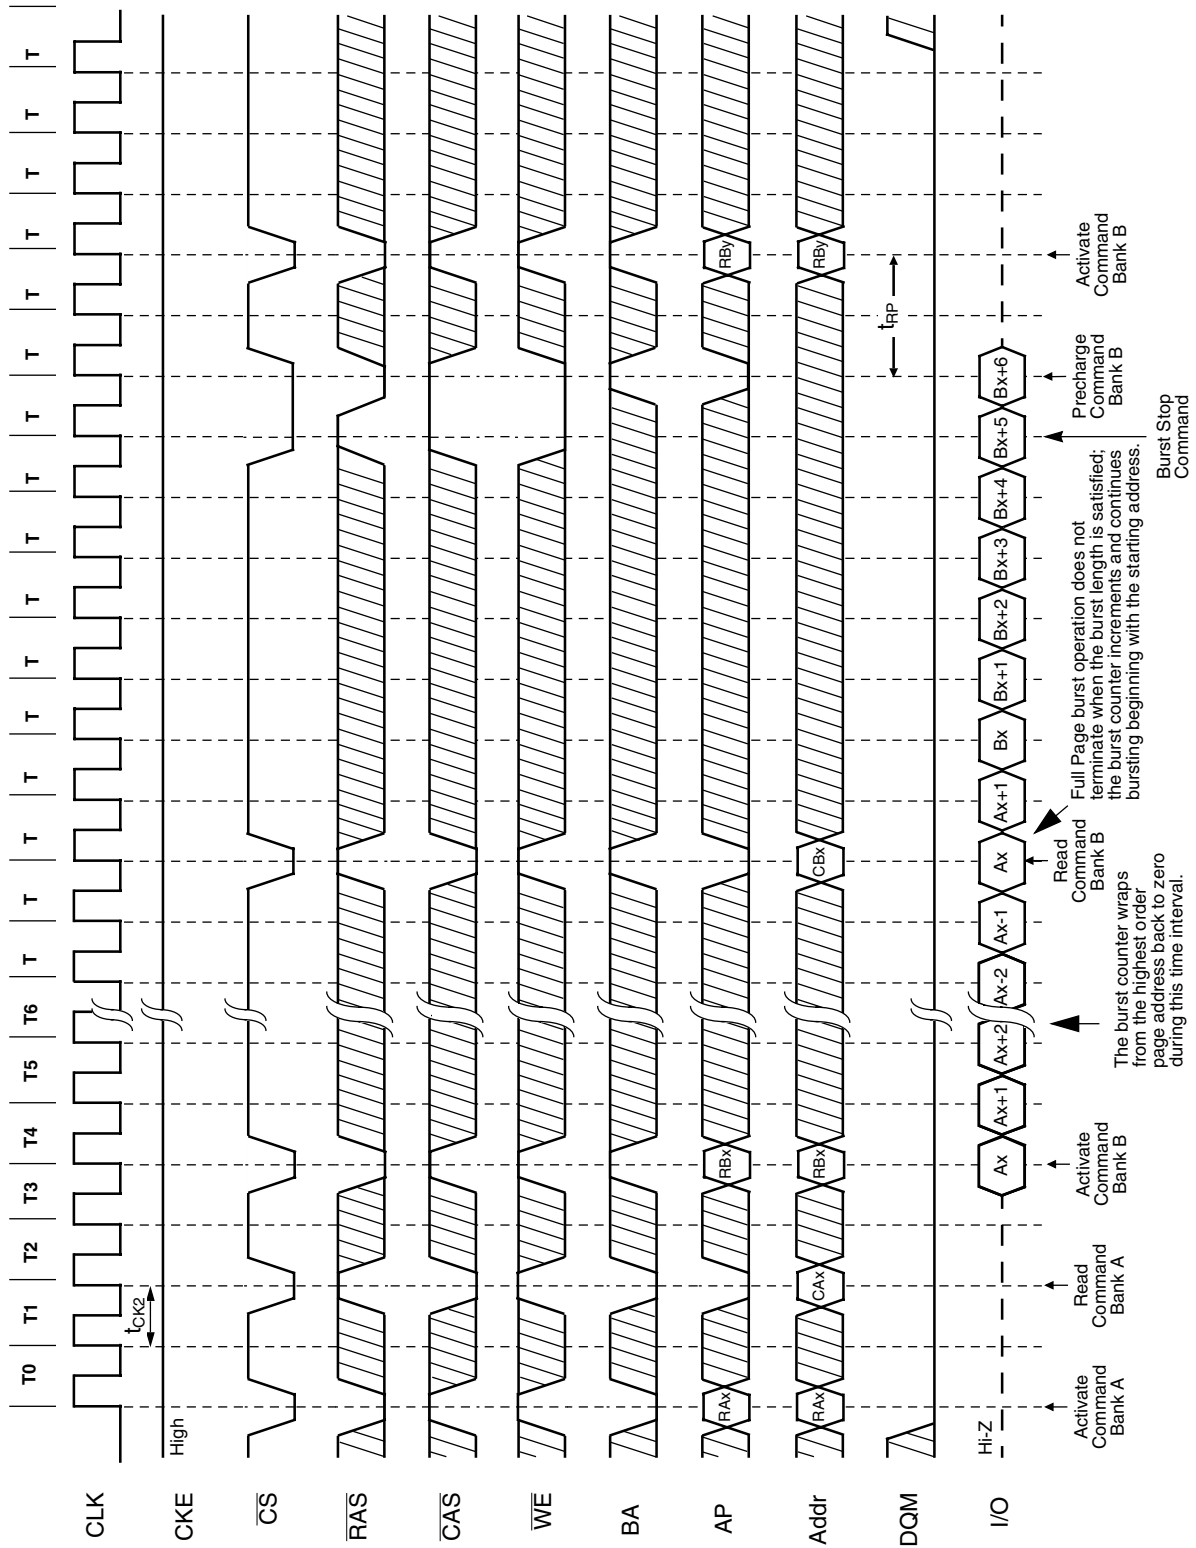 T0 T1 T2 T3 T4 T5 T6 T T T T T T T T T T T T T T T T
CLK
tCK2
CKE
High
CS
RAS
CAS
WE
BA
AP
RAx RBx RBy
Addr
RAx CAx RBx CBx RBy
tRP
DQM
I/O
Hi-Z
Ax Ax+1 Ax+2 Ax-2 Ax-1 Ax Ax+1 Bx Bx+1 Bx+2 Bx+3 Bx+4 Bx+5 Bx+6
Activate
Command
Bank A
Read
Command
Bank A
Activate
Command
Bank B
The burst counter wraps
from the highest order
page address back to zero
during this time interval.
Read
Command
Bank B
Full Page burst operation does not
terminate when the burst length is satisfied;
the burst counter increments and continues
bursting beginning with the starting address.
Burst Stop
Command
Precharge
Command
Bank B
Activate
Command
Bank B